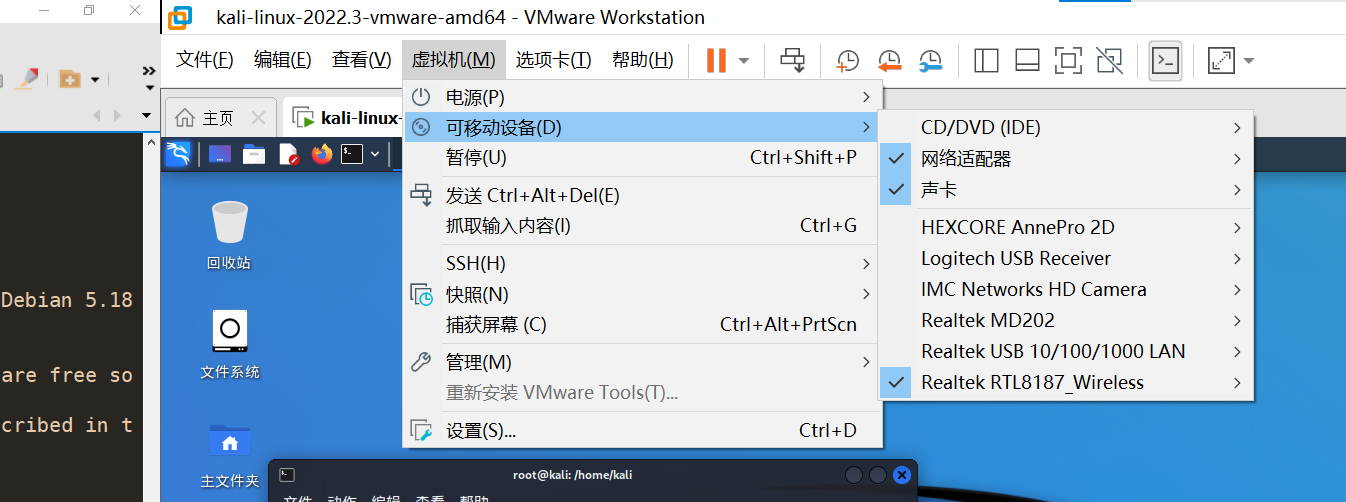 kali-linux-2022.3-vmware-amd64 - VMware Workstation
文件(F) 编辑(E) 查看(V) 虚拟机(M) 选项卡(T) 帮助(H)
主页 kali-linux-
电源(P)
可移动设备(D)
暂停(U) Ctrl+Shift+P
发送 Ctrl+Alt+Del(E)
抓取输入内容(I) Ctrl+G
SSH(H)
快照(N)
捕获屏幕 (C) Ctrl+Alt+PrtScn
管理(M)
重新安装 VMware Tools(T)...
设置(S)... Ctrl+D
CD/DVD (IDE)
网络适配器
声卡
HEXCORE AnnePro 2D
Logitech USB Receiver
IMC Networks HD Camera
Realtek MD202
Realtek USB 10/100/1000 LAN
Realtek RTL8187_Wireless
回收站
文件系统
主文件夹
Debian 5.18
are free so
cribed in t
root@kali: /home/kali
文件 动作 编辑 查看 帮助